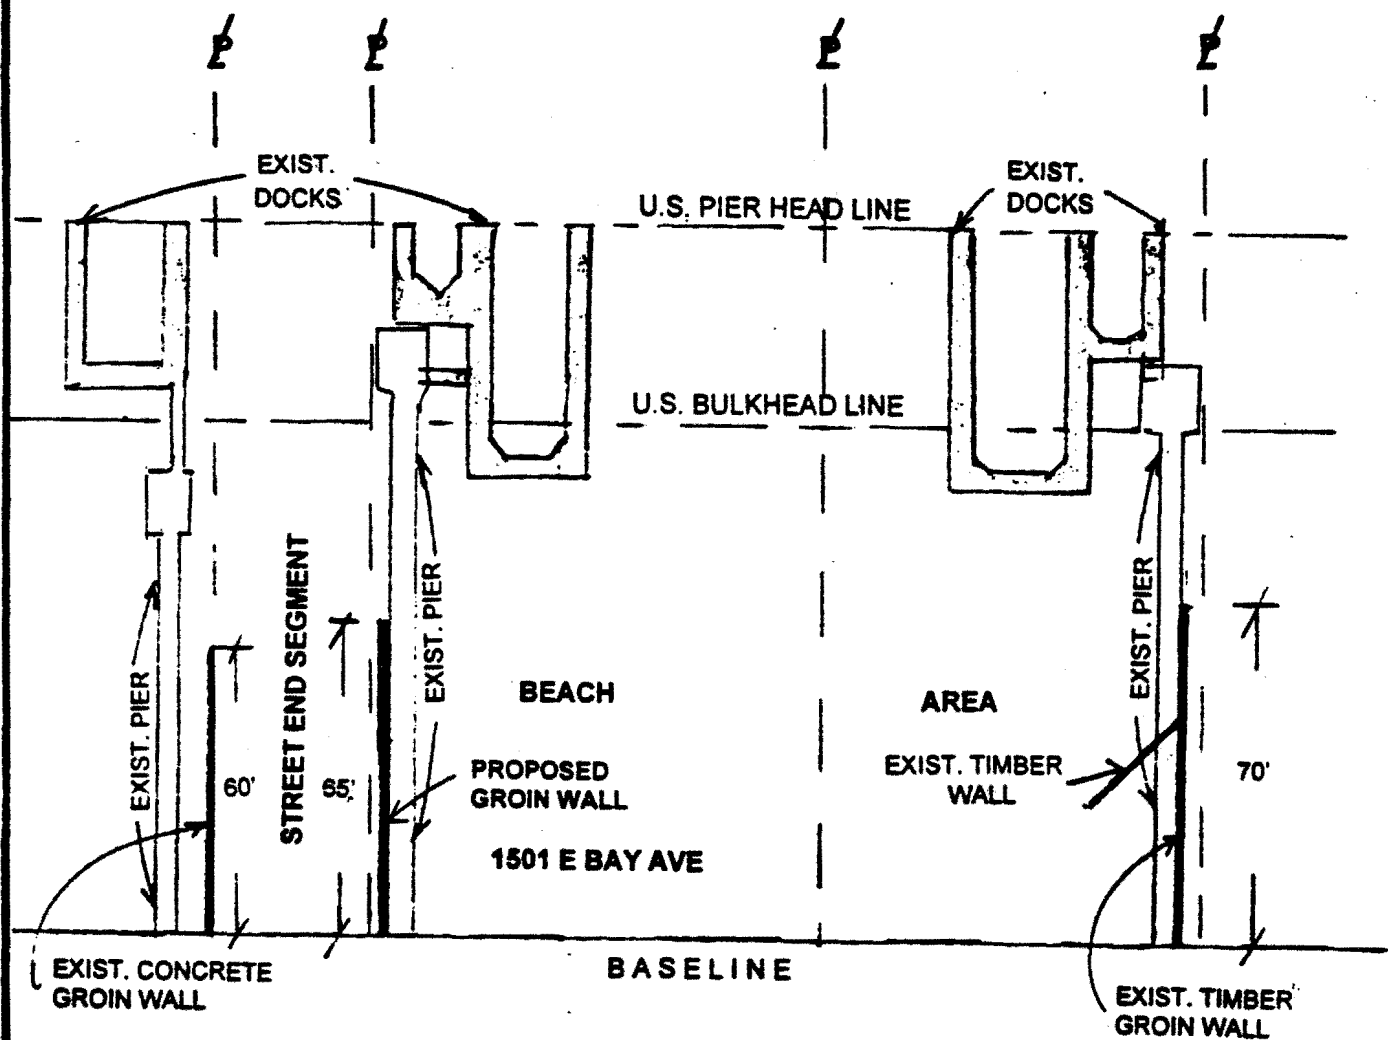 EXIST.
DOCKS
U.S. PIER HEAD LINE
EXIST.
DOCKS
U.S. BULKHEAD LINE
STREET END SEGMENT
EXIST. PIER
EXIST. PIER
EXIST. PIER
BEACH
AREA
EXIST. TIMBER
WALL
PROPOSED
GROIN WALL
60'
65'
70'
1501 E BAY AVE
BASELINE
EXIST. CONCRETE
GROIN WALL
EXIST. TIMBER
GROIN WALL